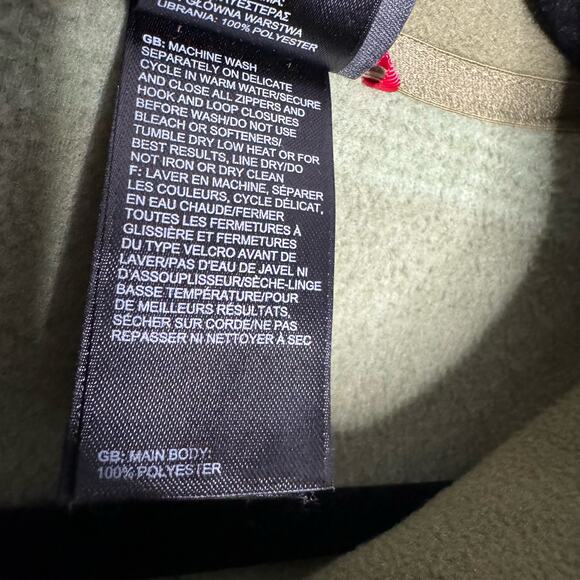 UBRANIA: 100% POLYESTER
GB: MACHINE WASH
SEPARATELY ON DELICATE
CYCLE IN WARM WATER/SECURE
AND CLOSE ALL ZIPPERS AND
HOOK AND LOOP CLOSURES
BEFORE WASH/DO NOT USE
BLEACH OR SOFTENERS/
TUMBLE DRY LOW HEAT OR FOR
BEST RESULTS, LINE DRY/DO
NOT IRON OR DRY CLEAN
F: LAVER EN MACHINE, SÉPARER
LES COULEURS, CYCLE DÉLICAT,
EN EAU CHAUDE/FERMER
TOUTES LES FERMETURES À
GLISSIÈRE ET FERMETURES
DU TYPE VELCRO AVANT DE
LAVER/PAS D'EAU DE JAVEL NI
D'ASSOUPLISSEUR/SÈCHE-LINGE
BASSE TEMPÉRATURE/POUR
DE MEILLEURS RÉSULTATS,
SÉCHER SUR CORDE/NE PAS
REPASSER NI NETTOYER À SEC
GB: MAIN BODY:
100% POLYESTER